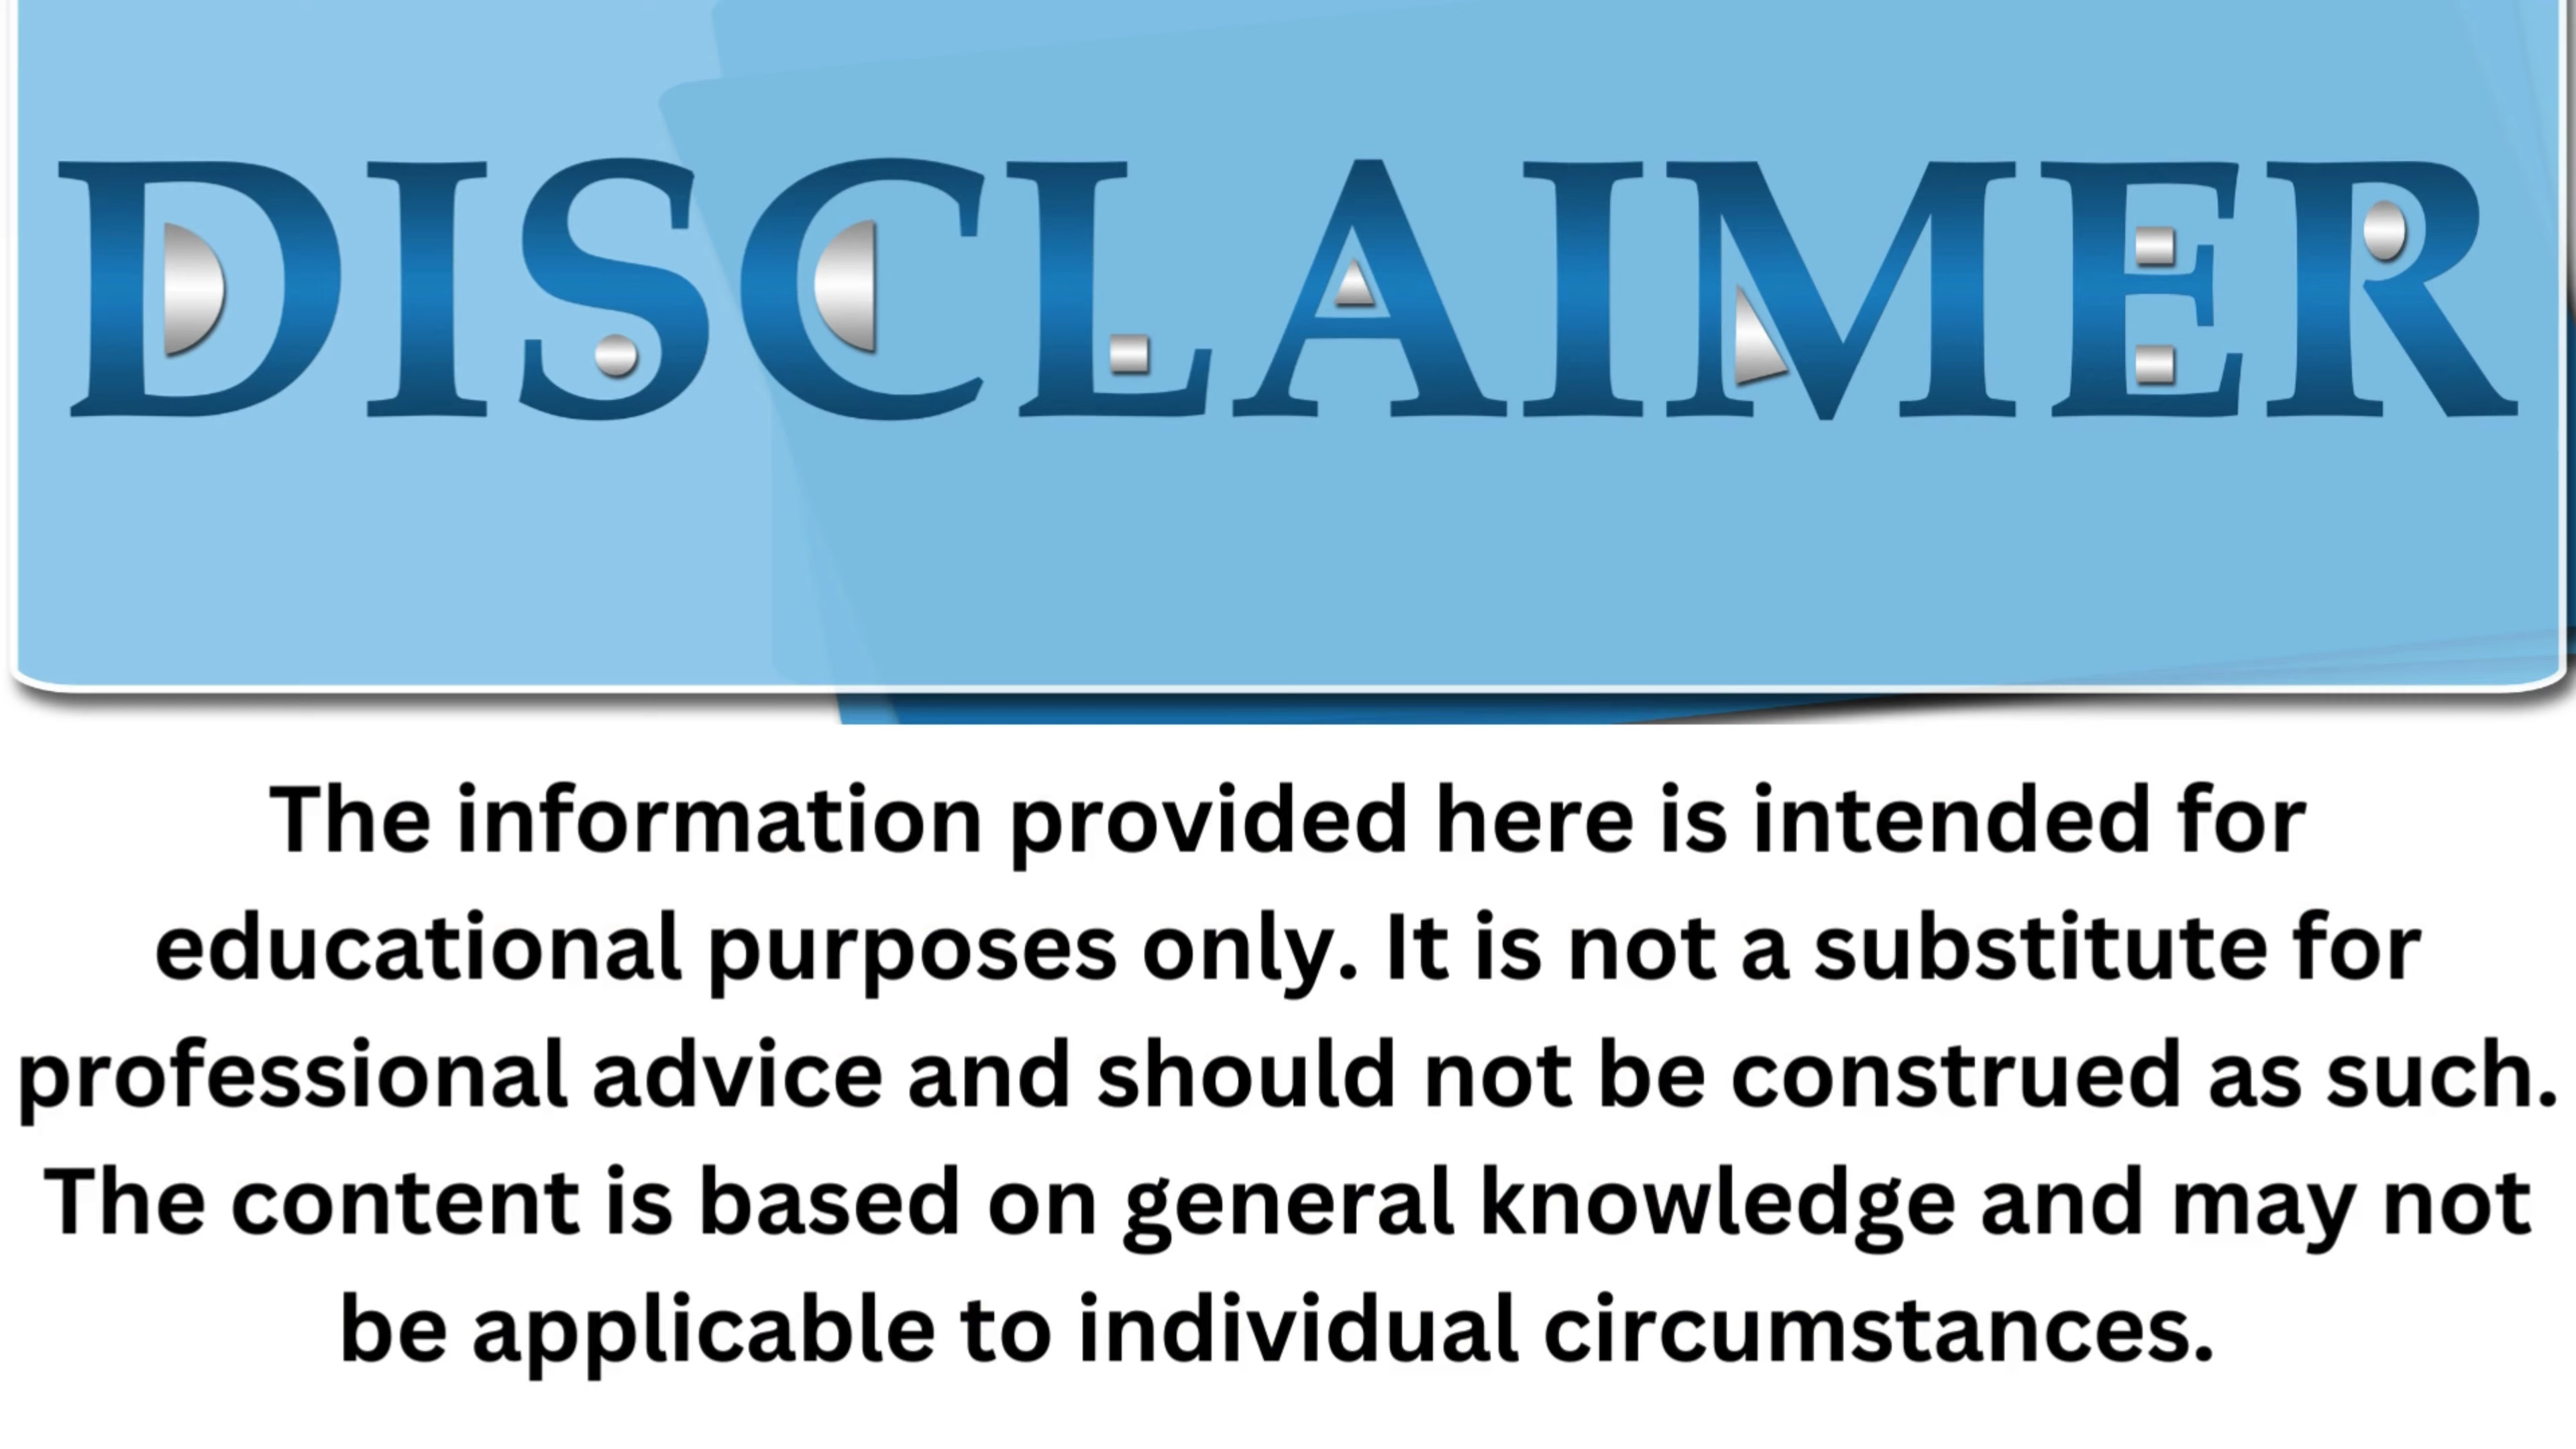 DISCLAIMER
The information provided here is intended for
educational purposes only. It is not a substitute for
professional advice and should not be construed as such.
The content is based on general knowledge and may not
be applicable to individual circumstances.